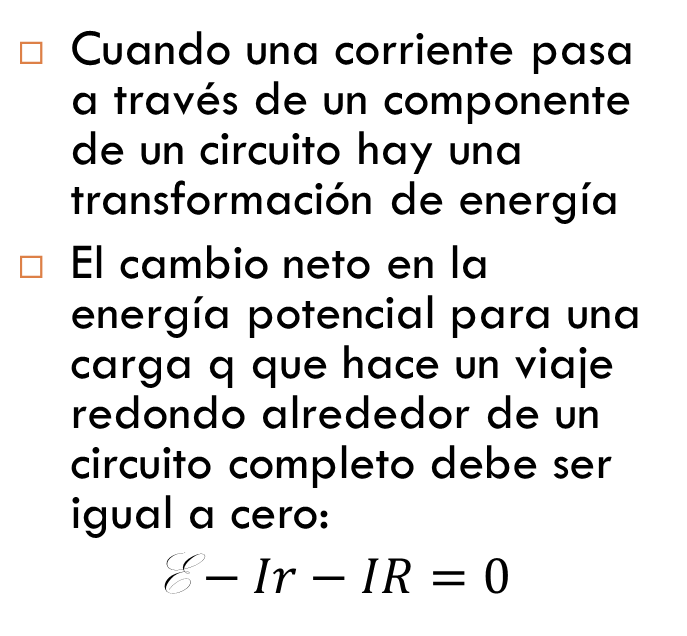 Cuando una corriente pasa
a través de un componente
de un circuito hay una
transformación de energía
El cambio neto en la
energía potencial para una
carga q que hace un viaje
redondo alrededor de un
circuito completo debe ser
igual a cero:
ℰ − Ir − IR = 0